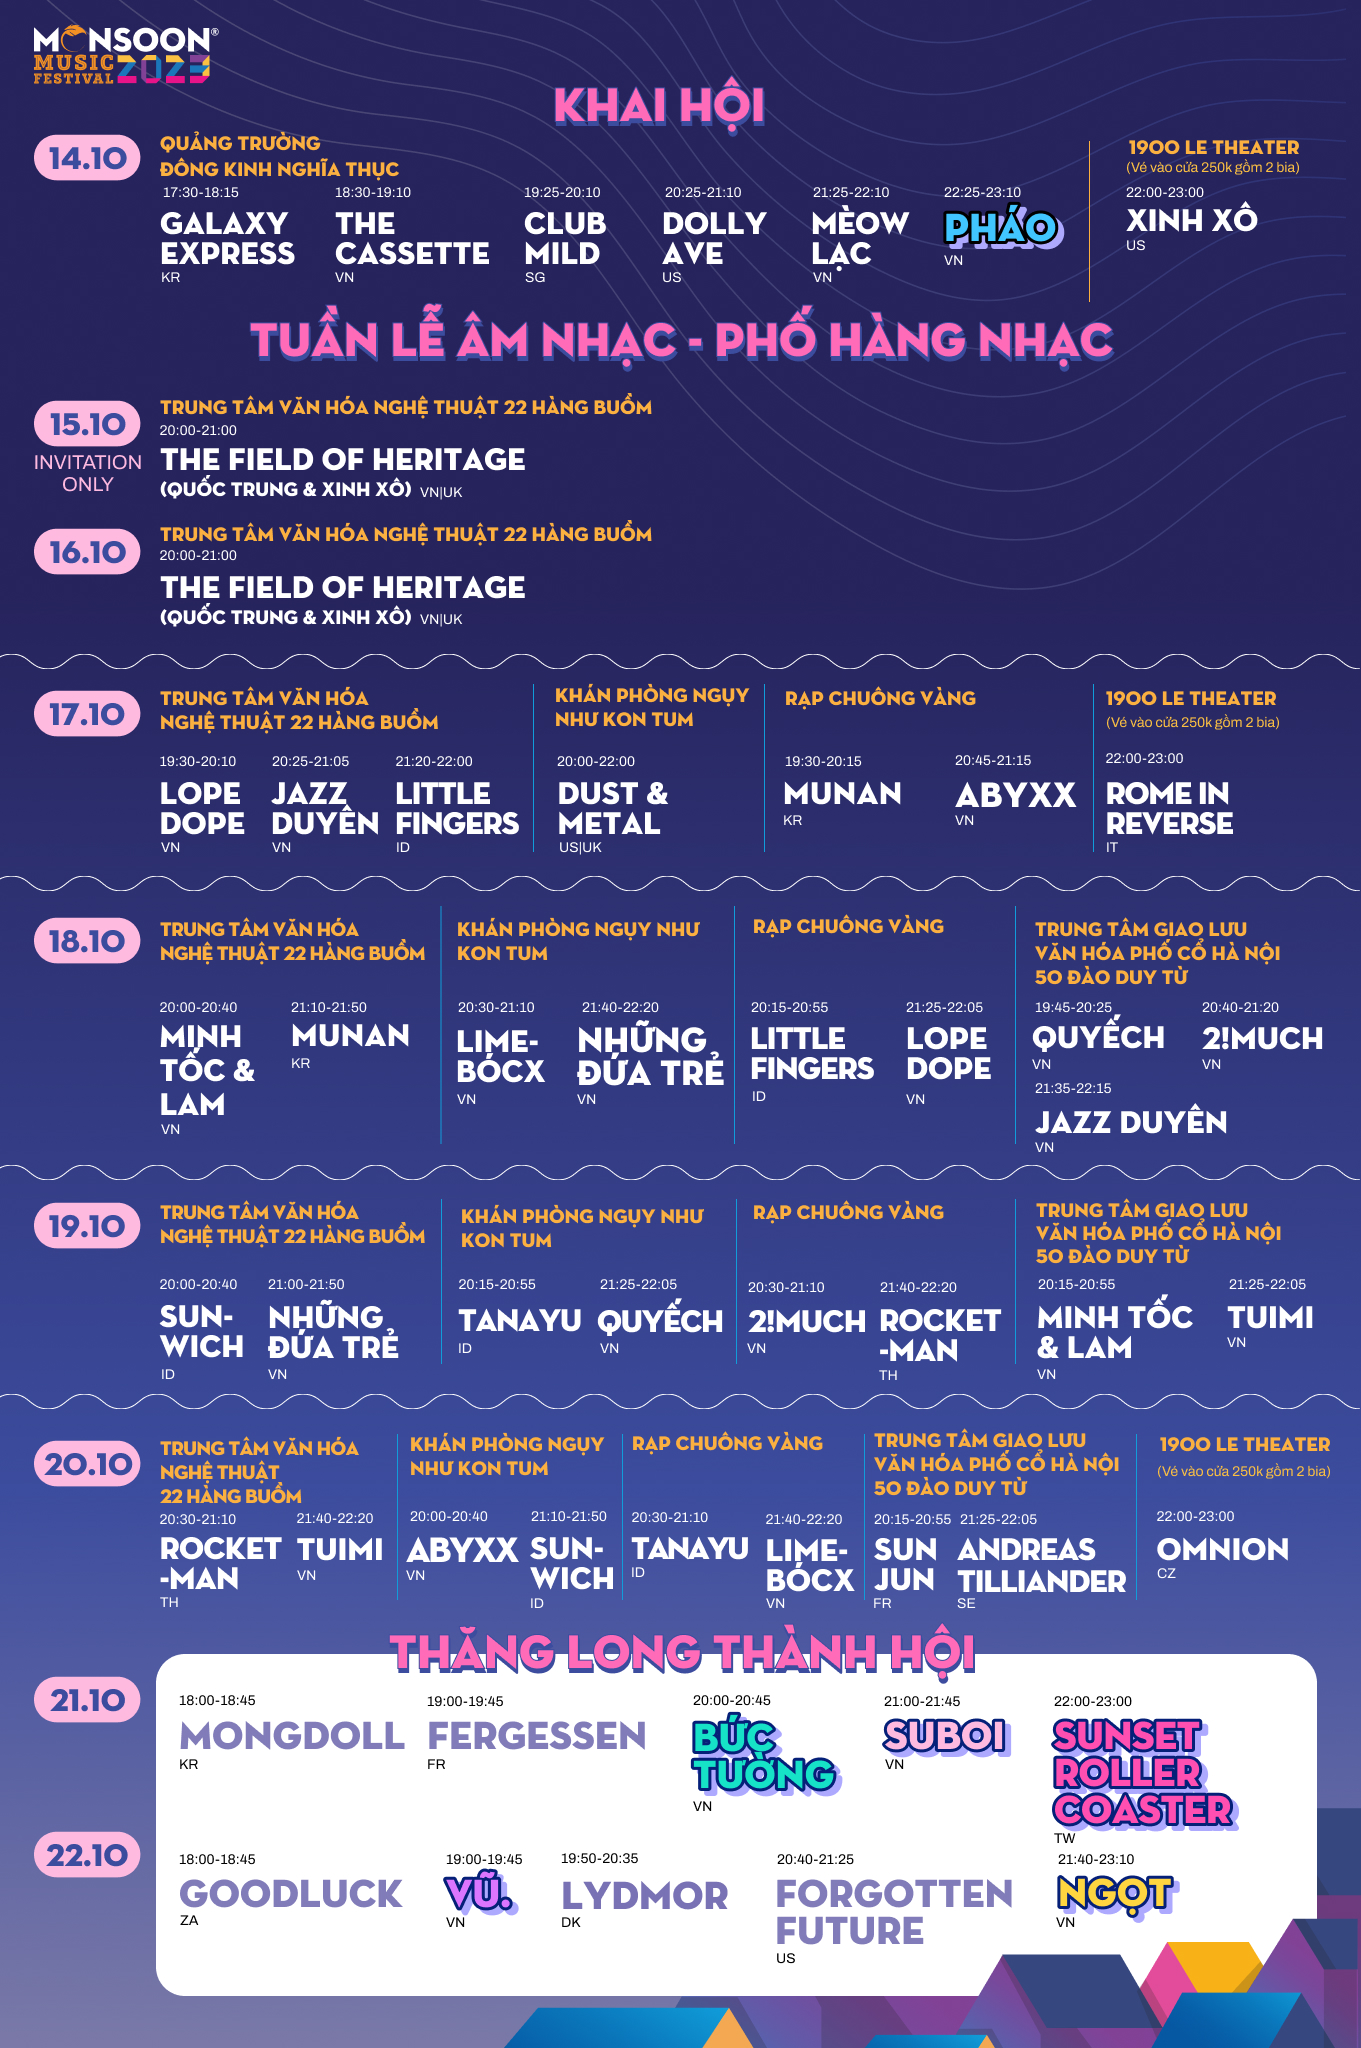 MONSOON®
MUSIC 2023
FESTIVAL
KHAI HỘI
14.10
QUẢNG TRƯỜNG
ĐÔNG KINH NGHĨA THỤC
17:30-18:15
GALAXY
EXPRESS
KR
18:30-19:10
THE
CASSETTE
VN
19:25-20:10
CLUB
MILD
SG
20:25-21:10
DOLLY
AVE
US
21:25-22:10
MÈOW
LẠC
VN
22:25-23:10
PHÁO
VN
1900 LE THEATER
(Vé vào cửa 250k gồm 2 bia)
22:00-23:00
XINH XÔ
US
TUẦN LỄ ÂM NHẠC - PHỐ HÀNG NHẠC
15.10
INVITATION
ONLY
TRUNG TÂM VĂN HÓA NGHỆ THUẬT 22 HÀNG BUỒM
20:00-21:00
THE FIELD OF HERITAGE
(QUỐC TRUNG & XINH XÔ) VN|UK
16.10
TRUNG TÂM VĂN HÓA NGHỆ THUẬT 22 HÀNG BUỒM
20:00-21:00
THE FIELD OF HERITAGE
(QUỐC TRUNG & XINH XÔ) VN|UK
17.10
TRUNG TÂM VĂN HÓA
NGHỆ THUẬT 22 HÀNG BUỒM
19:30-20:10
LOPE
DOPE
VN
20:25-21:05
JAZZ
DUYÊN
VN
21:20-22:00
LITTLE
FINGERS
ID
KHÁN PHÒNG NGỤY
NHƯ KON TUM
20:00-22:00
DUST &
METAL
US|UK
RẠP CHUÔNG VÀNG
19:30-20:15
MUNAN
KR
20:45-21:15
ABYXX
VN
1900 LE THEATER
(Vé vào cửa 250k gồm 2 bia)
22:00-23:00
ROME IN
REVERSE
IT
18.10
TRUNG TÂM VĂN HÓA
NGHỆ THUẬT 22 HÀNG BUỒM
20:00-20:40
MINH
TỐC &
LAM
VN
21:10-21:50
MUNAN
KR
KHÁN PHÒNG NGỤY NHƯ
KON TUM
20:30-21:10
LIME-
BÓCX
VN
21:40-22:20
NHỮNG
ĐỨA TRẺ
VN
RẠP CHUÔNG VÀNG
20:15-20:55
LITTLE
FINGERS
ID
21:25-22:05
LOPE
DOPE
VN
TRUNG TÂM GIAO LƯU
VĂN HÓA PHỐ CỔ HÀ NỘI
50 ĐÀO DUY TỪ
19:45-20:25
QUYẾCH
VN
20:40-21:20
2!MUCH
VN
21:35-22:15
JAZZ DUYÊN
VN
19.10
TRUNG TÂM VĂN HÓA
NGHỆ THUẬT 22 HÀNG BUỒM
20:00-20:40
SUN-
WICH
ID
21:00-21:50
NHỮNG
ĐỨA TRẺ
VN
KHÁN PHÒNG NGỤY NHƯ
KON TUM
20:15-20:55
TANAYU
ID
21:25-22:05
QUYẾCH
VN
RẠP CHUÔNG VÀNG
20:30-21:10
2!MUCH
VN
21:40-22:20
ROCKET
-MAN
TH
TRUNG TÂM GIAO LƯU
VĂN HÓA PHỐ CỔ HÀ NỘI
50 ĐÀO DUY TỪ
20:15-20:55
MINH TỐC
& LAM
VN
21:25-22:05
TUIMI
VN
20.10
TRUNG TÂM VĂN HÓA
NGHỆ THUẬT
22 HÀNG BUỒM
20:30-21:10
ROCKET
-MAN
TH
21:40-22:20
TUIMI
VN
KHÁN PHÒNG NGỤY
NHƯ KON TUM
20:00-20:40
ABYXX
VN
21:10-21:50
SUN-
WICH
ID
RẠP CHUÔNG VÀNG
20:30-21:10
TANAYU
ID
21:40-22:20
LIME-
BÓCX
VN
TRUNG TÂM GIAO LƯU
VĂN HÓA PHỐ CỔ HÀ NỘI
50 ĐÀO DUY TỪ
20:15-20:55
SUN
JUN
FR
21:25-22:05
ANDREAS
TILLIANDER
SE
1900 LE THEATER
(Vé vào cửa 250k gồm 2 bia)
22:00-23:00
OMNION
CZ
THĂNG LONG THÀNH HỘI
21.10
18:00-18:45
MONGDOLL
KR
19:00-19:45
FERGESSEN
FR
20:00-20:45
BỨC
TƯỜNG
VN
21:00-21:45
SUBOI
VN
22:00-23:00
SUNSET
ROLLER
COASTER
TW
22.10
18:00-18:45
GOODLUCK
ZA
19:00-19:45
VŨ.
VN
19:50-20:35
LYDMOR
DK
20:40-21:25
FORGOTTEN
FUTURE
US
21:40-23:10
NGỌT
VN